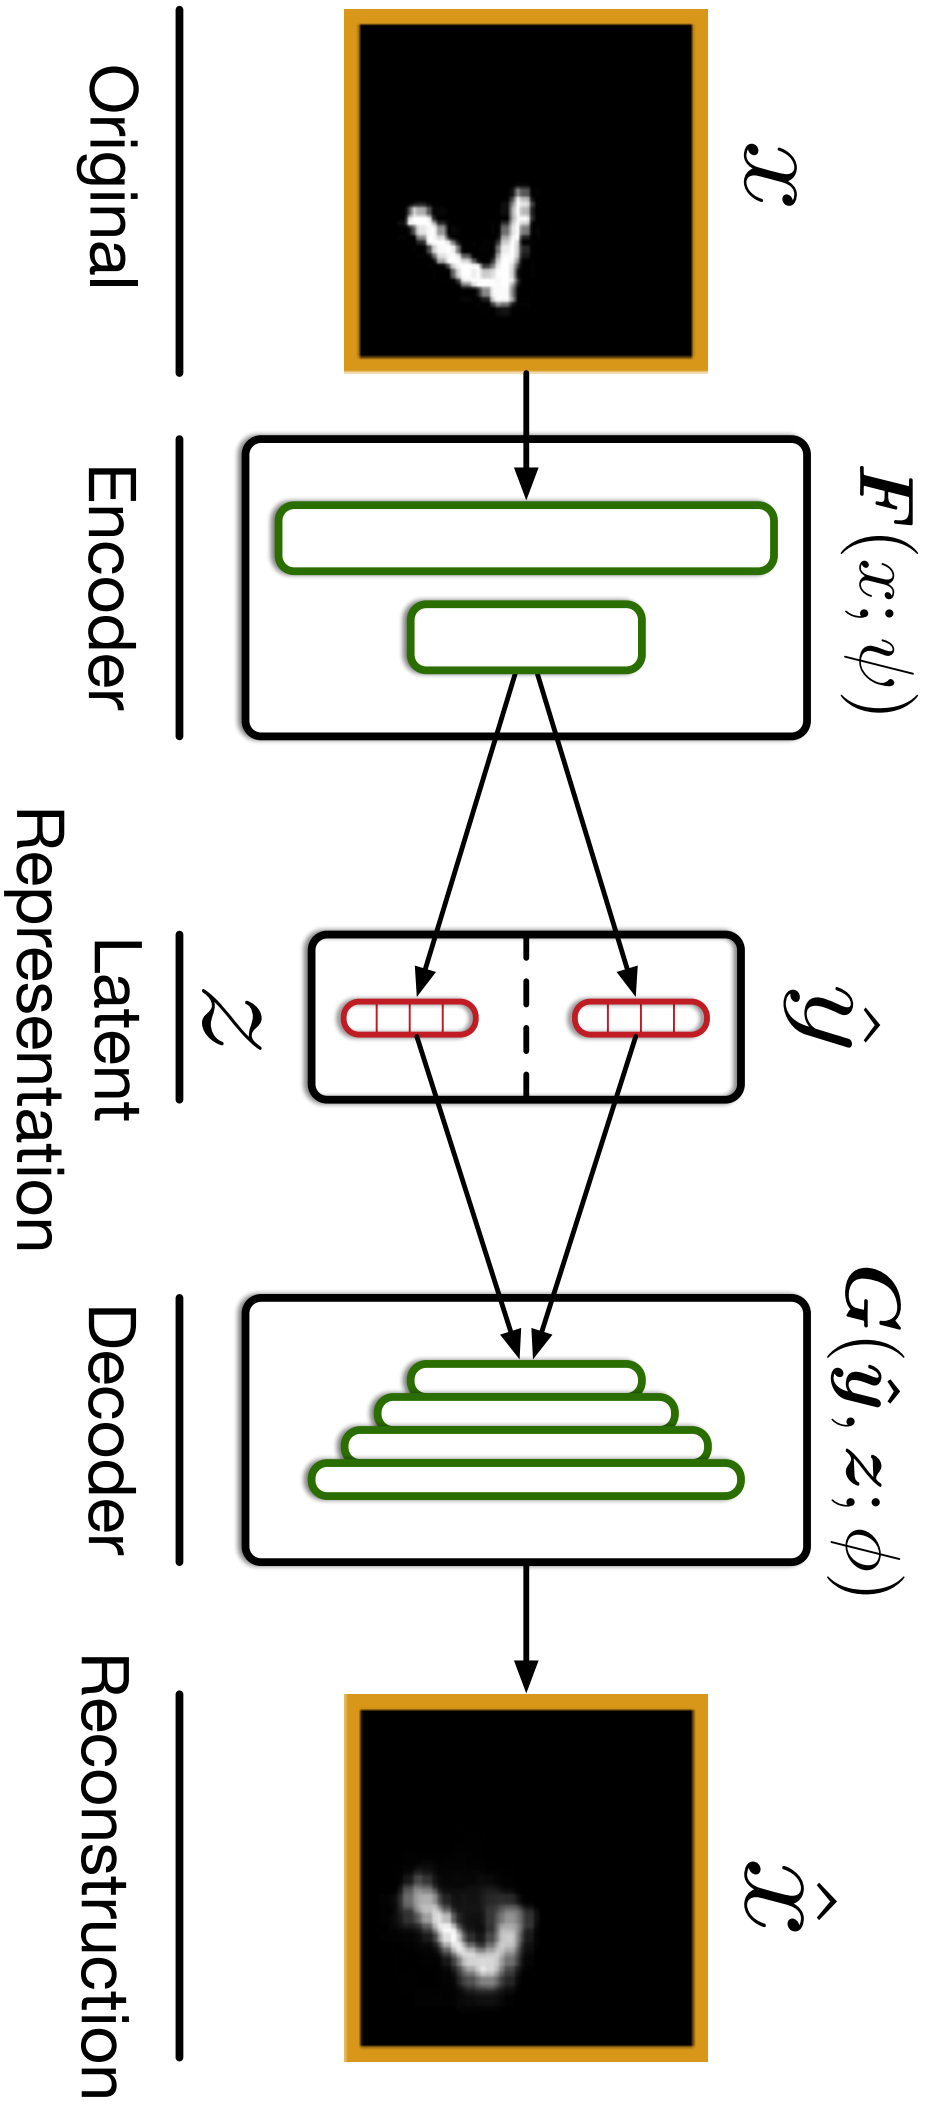 x
F(x; ψ)
ŷ
G(ŷ, z; ϕ)
x̂
z
Original
Encoder
Latent
Representation
Decoder
Reconstruction